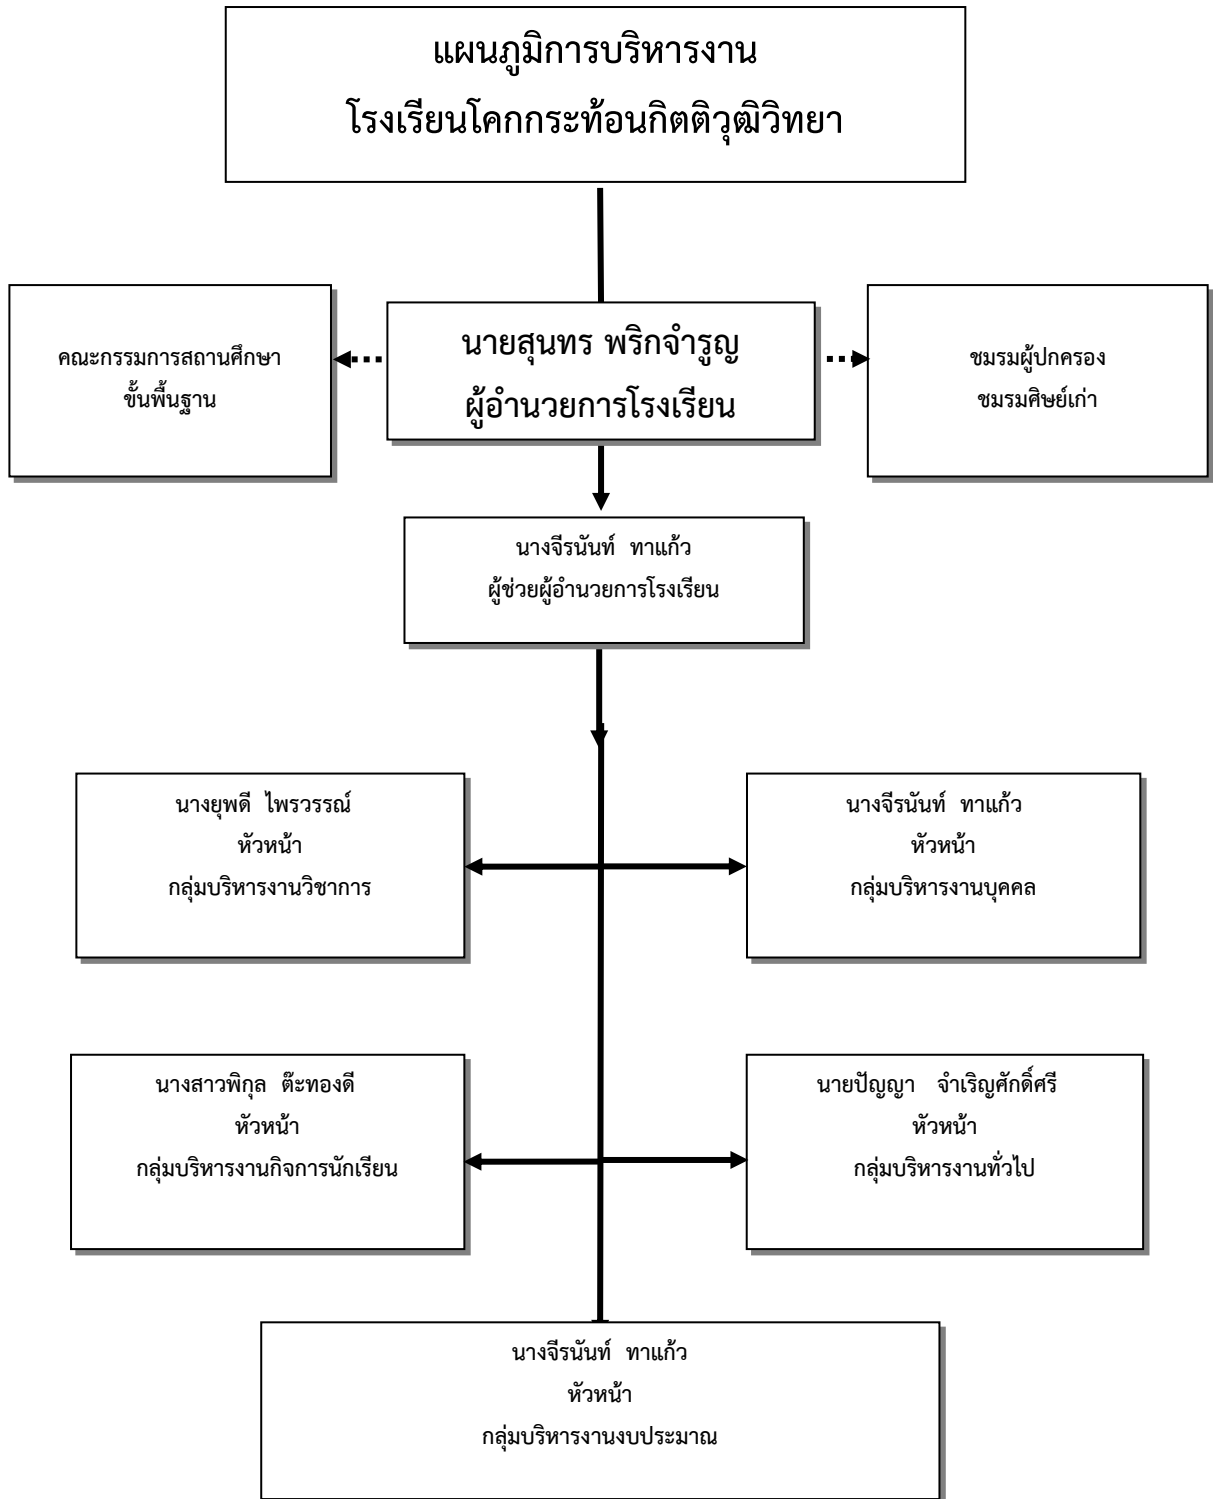 แผนภูมิการบริหารงาน
โรงเรียนโคกกระท้อนกิตติวุฒิวิทยา
คณะกรรมการสถานศึกษา
ขั้นพื้นฐาน
นายสุนทร พริกจำรูญ
ผู้อำนวยการโรงเรียน
ชมรมผู้ปกครอง
ชมรมศิษย์เก่า
นางจีรนันท์ ทาแก้ว
ผู้ช่วยผู้อำนวยการโรงเรียน
นางยุพดี ไพรวรรณ์
หัวหน้า
กลุ่มบริหารงานวิชาการ
นางจีรนันท์ ทาแก้ว
หัวหน้า
กลุ่มบริหารงานบุคคล
นางสาวพิกุล ต๊ะทองดี
หัวหน้า
กลุ่มบริหารงานกิจการนักเรียน
นายปัญญา จำเริญศักดิ์ศรี
หัวหน้า
กลุ่มบริหารงานทั่วไป
นางจีรนันท์ ทาแก้ว
หัวหน้า
กลุ่มบริหารงานงบประมาณ